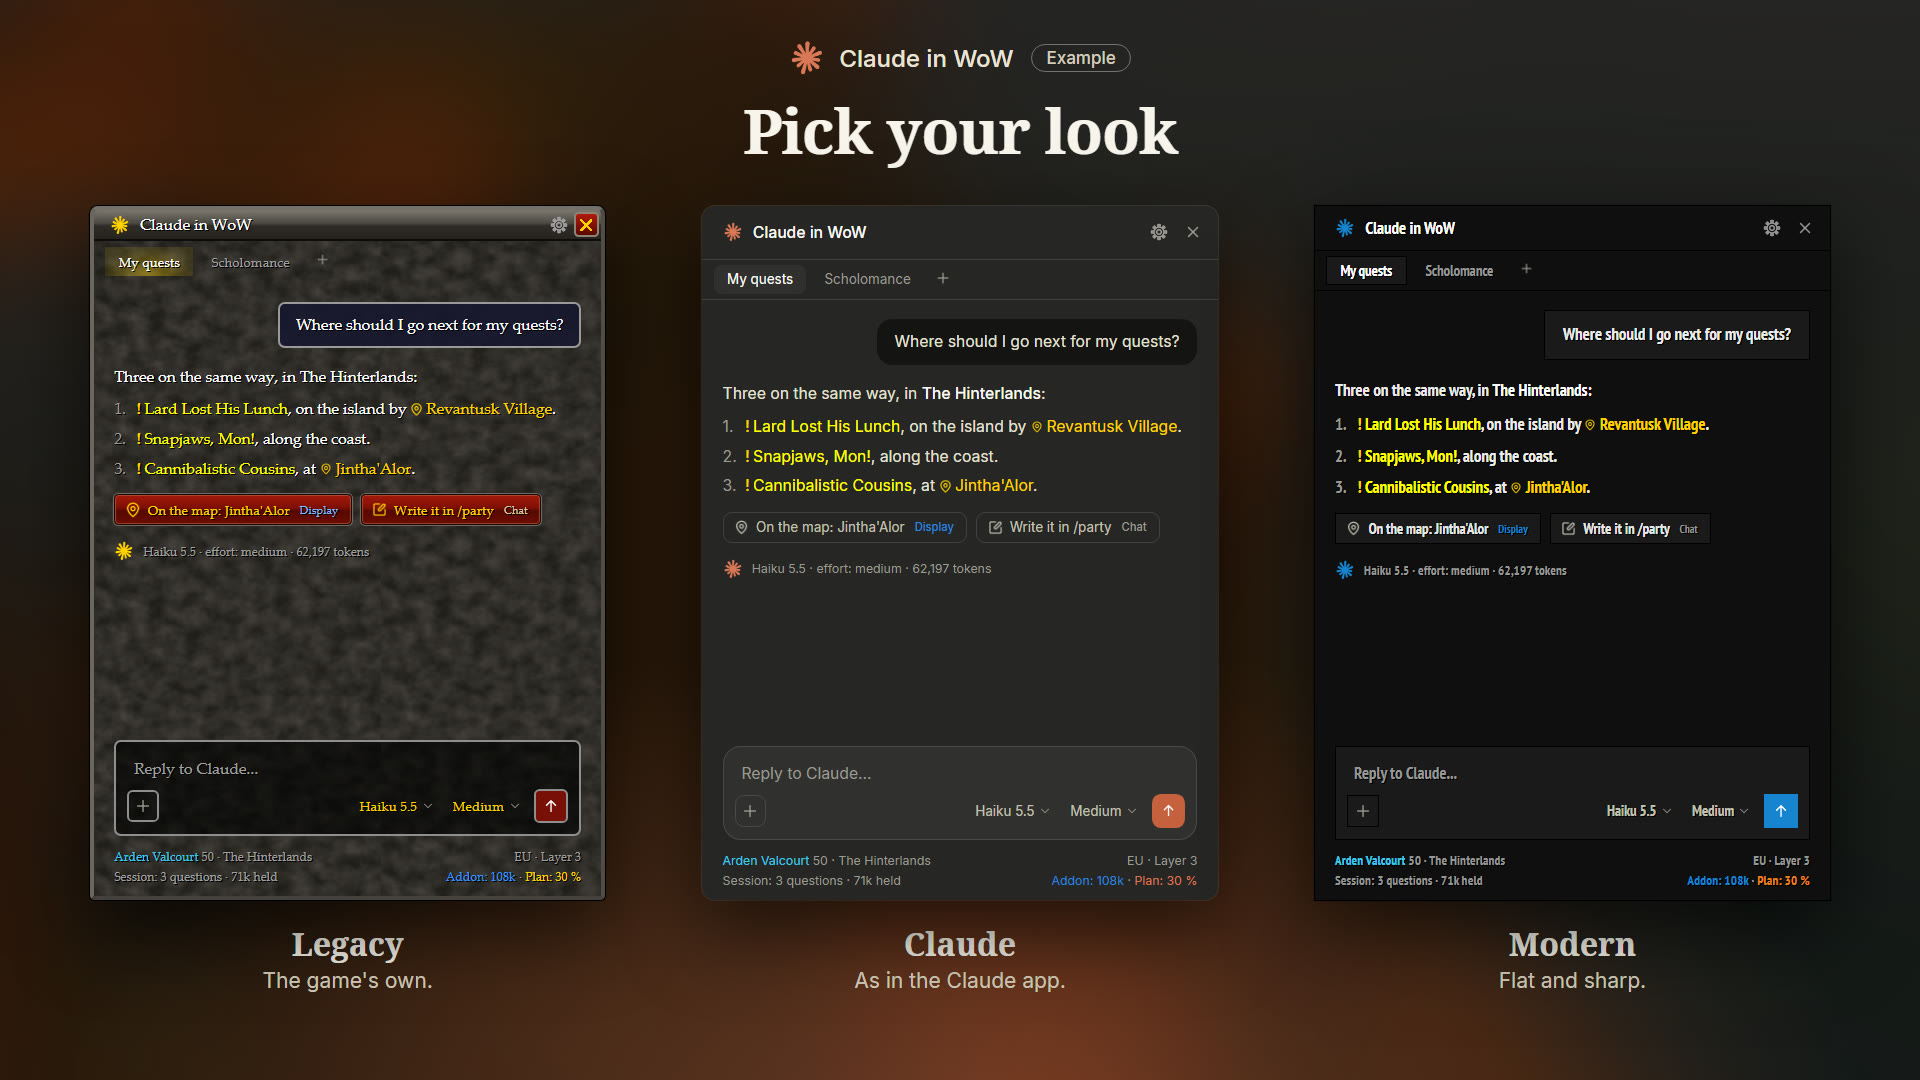 Claude in WoW Example
Pick your look
Claude in WoW
My quests Scholomance +
Where should I go next for my quests?
Three on the same way, in The Hinterlands:
1. ! Lard Lost His Lunch, on the island by Revantusk Village.
2. ! Snapjaws, Mon!, along the coast.
3. ! Cannibalistic Cousins, at Jintha'Alor.
On the map: Jintha'Alor Display Write it in /party Chat
Haiku 5.5 · effort: medium · 62,197 tokens
Reply to Claude...
+ Haiku 5.5 Medium
Arden Valcourt 50 · The Hinterlands EU · Layer 3
Session: 3 questions · 71k held Addon: 108k · Plan: 30 %
Legacy
The game's own.
Claude in WoW
My quests Scholomance +
Where should I go next for my quests?
Three on the same way, in The Hinterlands:
1. ! Lard Lost His Lunch, on the island by Revantusk Village.
2. ! Snapjaws, Mon!, along the coast.
3. ! Cannibalistic Cousins, at Jintha'Alor.
On the map: Jintha'Alor Display Write it in /party Chat
Haiku 5.5 · effort: medium · 62,197 tokens
Reply to Claude...
+ Haiku 5.5 Medium
Arden Valcourt 50 · The Hinterlands EU · Layer 3
Session: 3 questions · 71k held Addon: 108k · Plan: 30 %
Claude
As in the Claude app.
Claude in WoW
My quests Scholomance +
Where should I go next for my quests?
Three on the same way, in The Hinterlands:
1. ! Lard Lost His Lunch, on the island by Revantusk Village.
2. ! Snapjaws, Mon!, along the coast.
3. ! Cannibalistic Cousins, at Jintha'Alor.
On the map: Jintha'Alor Display Write it in /party Chat
Haiku 5.5 · effort: medium · 62,197 tokens
Reply to Claude...
+ Haiku 5.5 Medium
Arden Valcourt 50 · The Hinterlands EU · Layer 3
Session: 3 questions · 71k held Addon: 108k · Plan: 30 %
Modern
Flat and sharp.